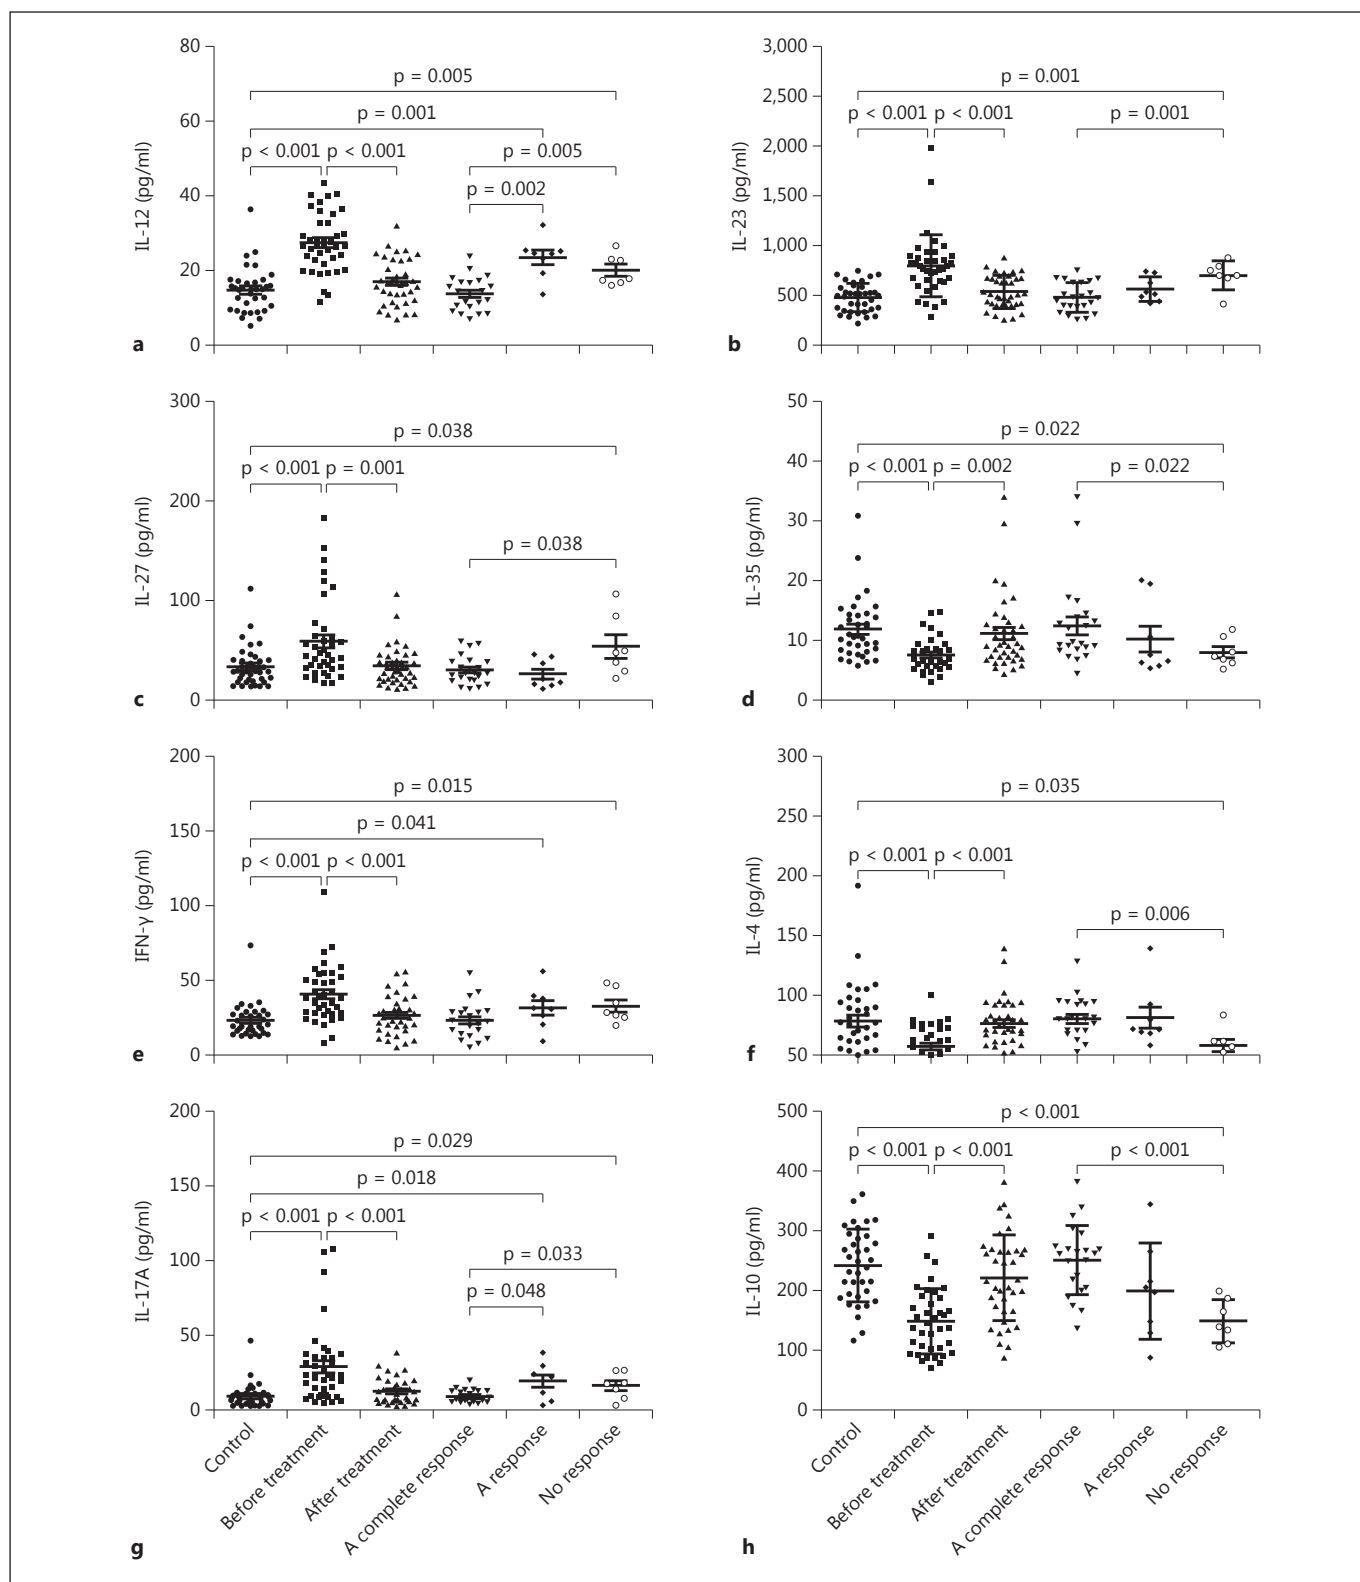 80
60
40
20
0
IL-12 (pg/ml)
p = 0.005
p = 0.001
p < 0.001 p < 0.001
p = 0.005
p = 0.002
a
3,000
2,500
2,000
1,500
1,000
500
0
IL-23 (pg/ml)
p = 0.001
p < 0.001 p < 0.001
p = 0.001
b
300
200
100
0
IL-27 (pg/ml)
p = 0.038
p < 0.001 p = 0.001
p = 0.038
c
50
40
30
20
10
0
IL-35 (pg/ml)
p = 0.022
p < 0.001 p = 0.002
p = 0.022
d
200
150
100
50
0
IFN-γ (pg/ml)
p = 0.015
p = 0.041
p < 0.001 p < 0.001
e
300
250
200
150
100
50
IL-4 (pg/ml)
p = 0.035
p < 0.001 p < 0.001
p = 0.006
f
200
150
100
50
0
IL-17A (pg/ml)
p = 0.029
p = 0.018
p < 0.001 p < 0.001
p = 0.033
p = 0.048
Control
Before treatment
After treatment
A complete response
A response
No response
g
500
400
300
200
100
0
IL-10 (pg/ml)
p < 0.001
p < 0.001 p < 0.001
p < 0.001
Control
Before treatment
After treatment
A complete response
A response
No response
h